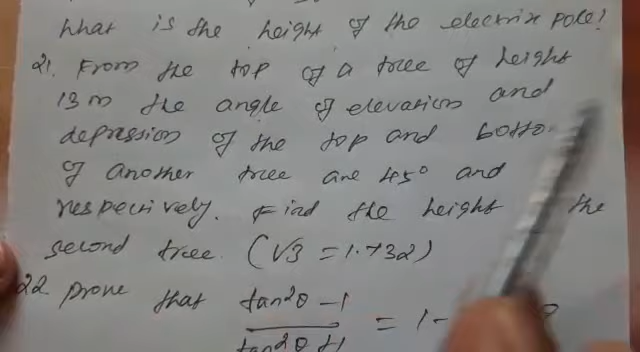 what is the height of the electrix pole?
21. From the top of a tree of height
13 m the angle of elevation and
depression of the top and botto
of another tree are 45° and
respectively. Find the height the
second tree. (√3 = 1.732)
22 prove that tan²θ - 1
tan²θ +1 = 1 -